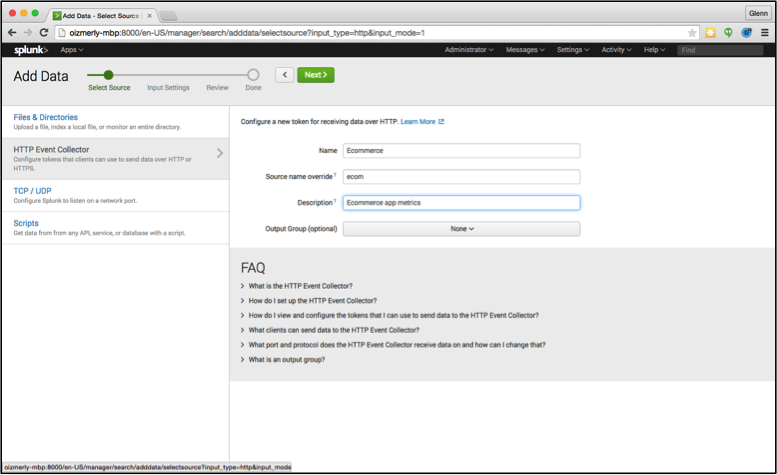 Add Data - Select Source |
Glenn
oizmerly-mbp:8000/en-US/manager/search/adddata/selectsource?input_type=http&input_mode=1
splunk> Apps Administrator Messages Settings Activity Help Find
Add Data
Select Source Input Settings Review Done
< Next >
Files & Directories
Upload a file, index a local file, or monitor an entire directory.
HTTP Event Collector
Configure tokens that clients can use to send data over HTTP or
HTTPS.
TCP / UDP
Configure Splunk to listen on a network port.
Scripts
Get data from from any API, service, or database with a script.
Configure a new token for receiving data over HTTP. Learn More
Name Ecommerce
Source name override ? ecom
Description ? Ecommerce app metrics
Output Group (optional) None
FAQ
> What is the HTTP Event Collector?
> How do I set up the HTTP Event Collector?
> How do I view and configure the tokens that I can use to send data to the HTTP Event Collector?
> What clients can send data to the HTTP Event Collector?
> What port and protocol does the HTTP Event Collector receive data on and how can I change that?
> What is an output group?
oizmerly-mbp:8000/en-US/manager/search/adddata/selectsource?input_type=http&input_mode